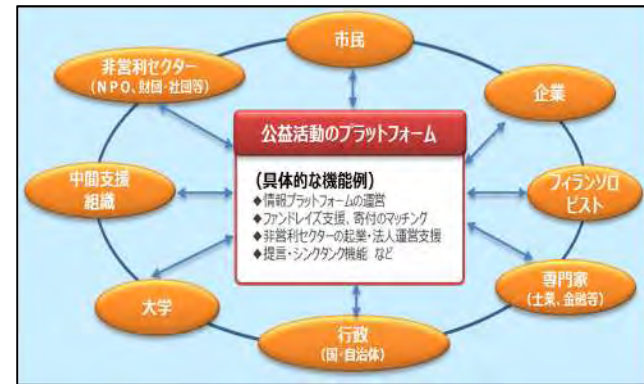 市民
非営利セクター
(NPO、財団・社団等)
企業
公益活動のプラットフォーム
(具体的な機能例)
◆情報プラットフォームの運営
◆ファンドレイズ支援、寄付のマッチング
◆非営利セクターの起業・法人運営支援
◆提言・シンクタンク機能 など
中間支援
組織
フィランソロ
ピスト
大学
専門家
(士業、金融等)
行政
(国・自治体)